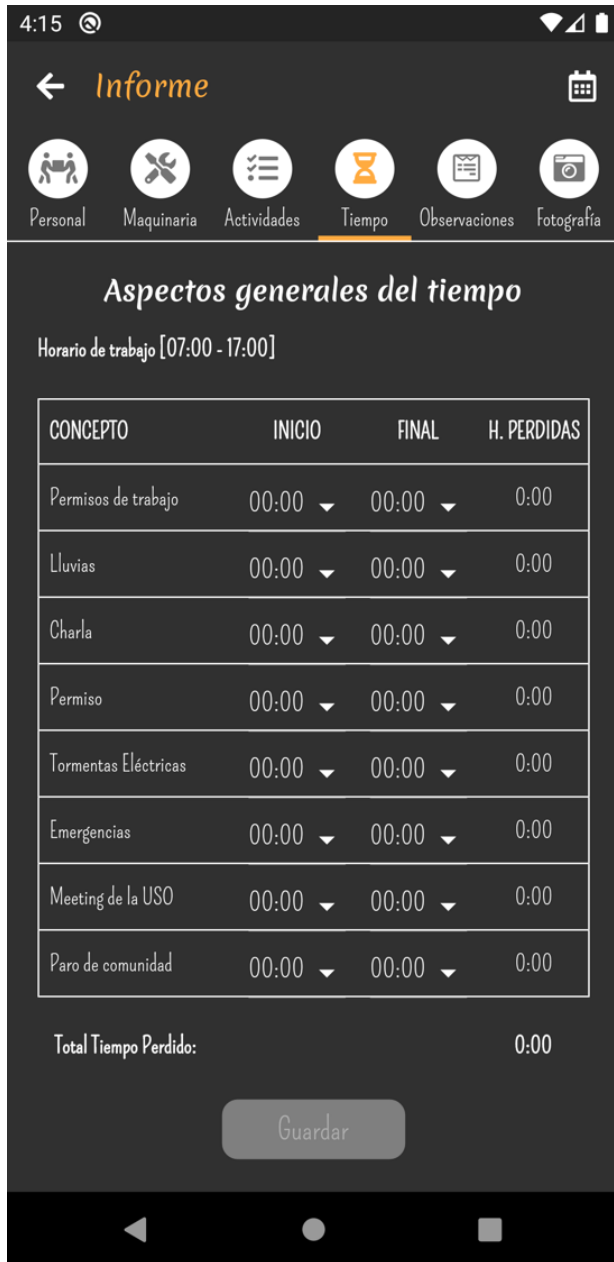 4:15
Informe
Personal Maquinaria Actividades Tiempo Observaciones Fotografía
Aspectos generales del tiempo
Horario de trabajo [07:00 - 17:00]
CONCEPTO INICIO FINAL H. PERDIDAS
Permisos de trabajo 00:00 00:00 0:00
Lluvias 00:00 00:00 0:00
Charla 00:00 00:00 0:00
Permiso 00:00 00:00 0:00
Tormentas Eléctricas 00:00 00:00 0:00
Emergencias 00:00 00:00 0:00
Meeting de la USO 00:00 00:00 0:00
Paro de comunidad 00:00 00:00 0:00
Total Tiempo Perdido: 0:00
Guardar